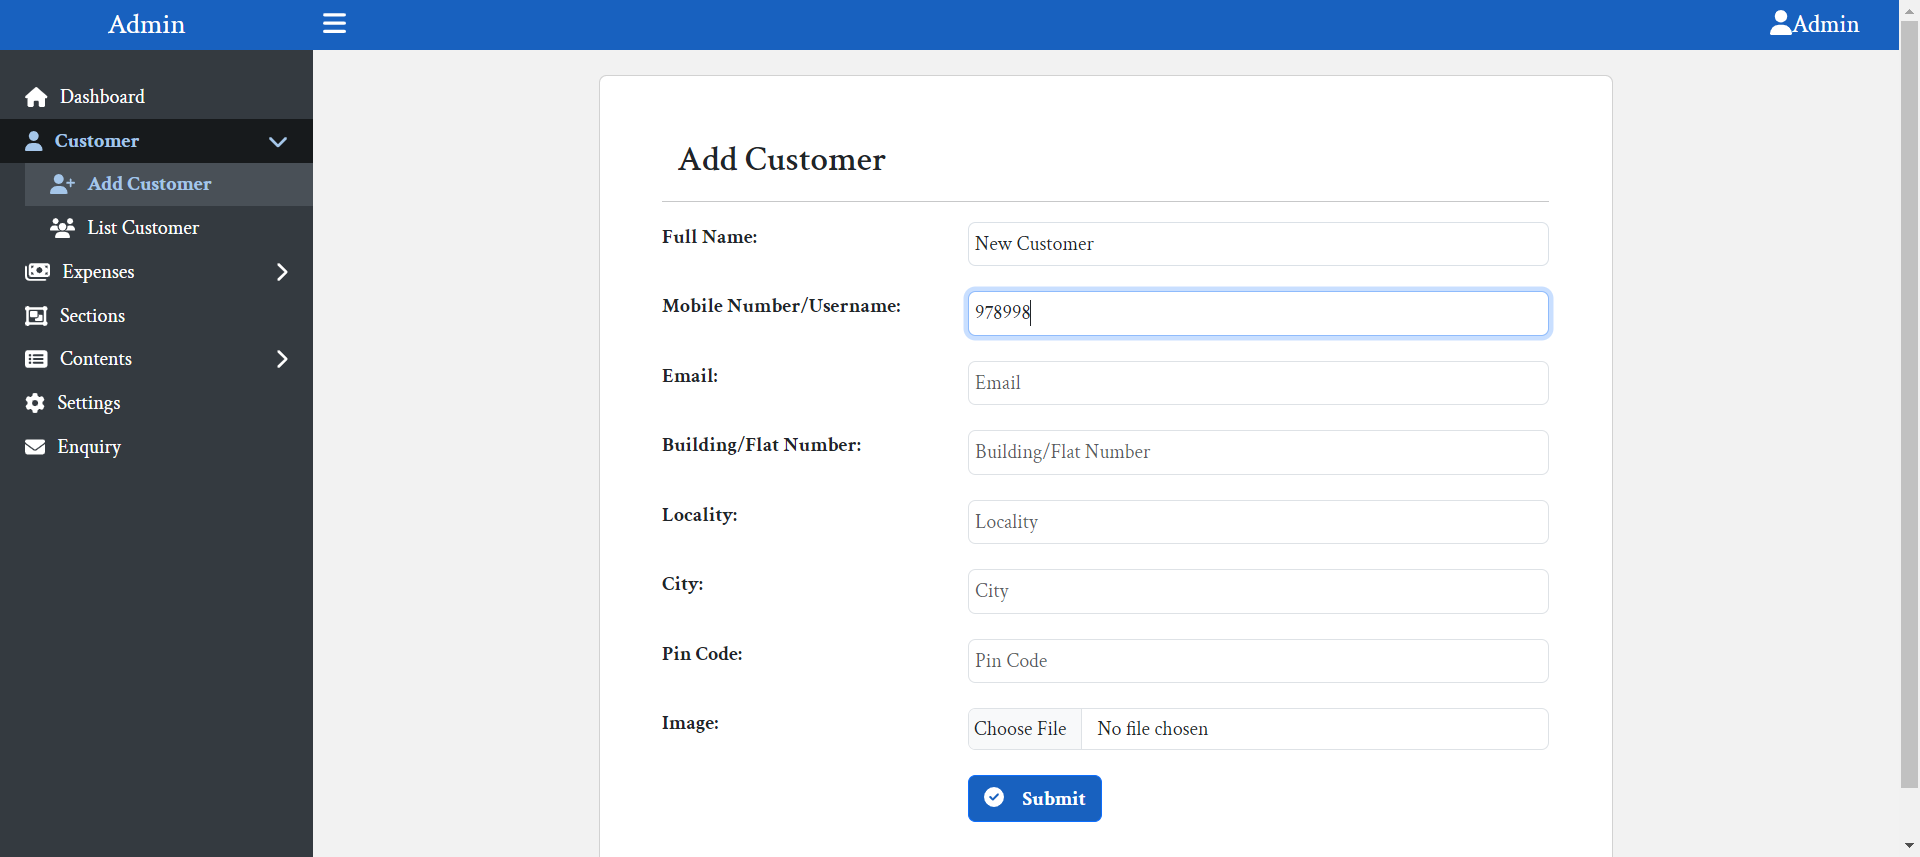 Admin
Admin
Dashboard
Customer
Add Customer
List Customer
Expenses
Sections
Contents
Settings
Enquiry
Add Customer
Full Name:
New Customer
Mobile Number/Username:
978998
Email:
Email
Building/Flat Number:
Building/Flat Number
Locality:
Locality
City:
City
Pin Code:
Pin Code
Image:
Choose File No file chosen
Submit